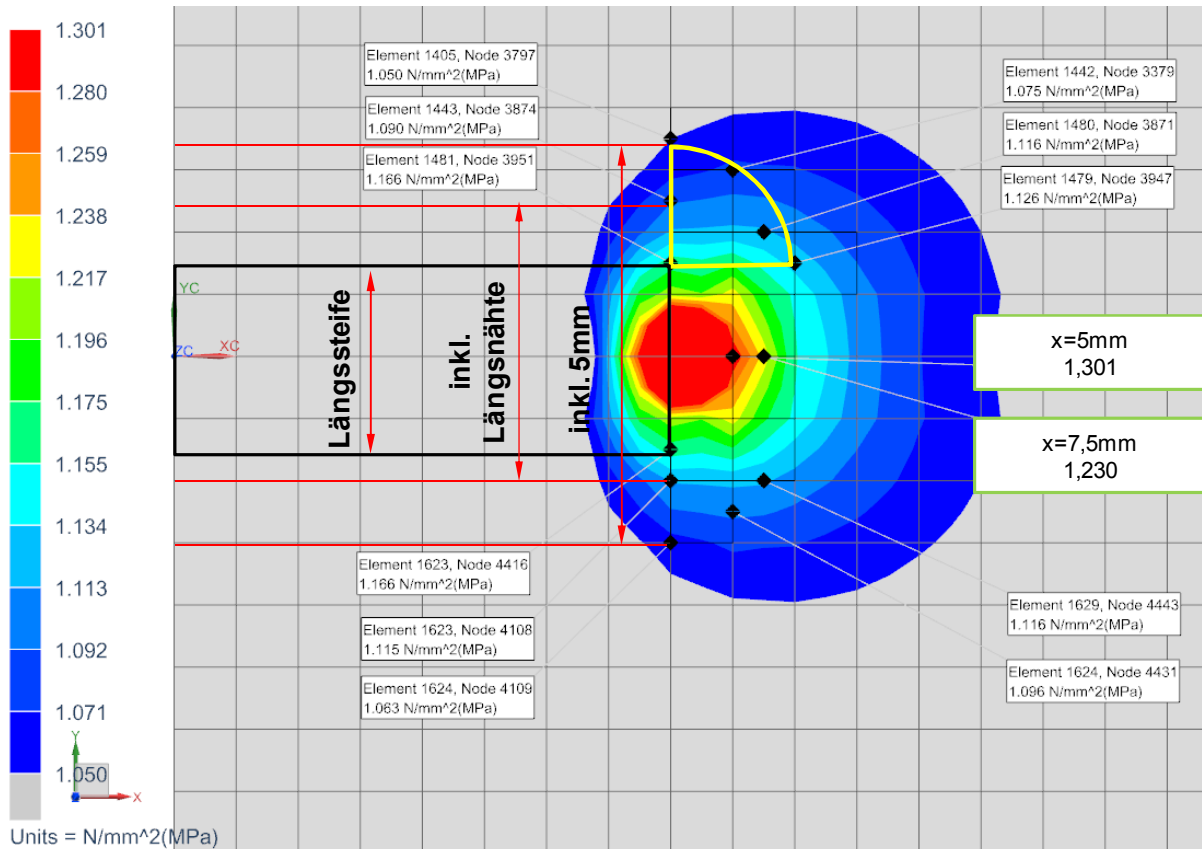 1.301
1.280
1.259
1.238
1.217
1.196
1.175
1.155
1.134
1.113
1.092
1.071
1.050
Units = N/mm^2(MPa)
Element 1405, Node 3797
1.050 N/mm^2(MPa)
Element 1443, Node 3874
1.090 N/mm^2(MPa)
Element 1481, Node 3951
1.166 N/mm^2(MPa)
Element 1442, Node 3379
1.075 N/mm^2(MPa)
Element 1480, Node 3871
1.116 N/mm^2(MPa)
Element 1479, Node 3947
1.126 N/mm^2(MPa)
YC
ZC
XC
Längssteife
inkl.
Längsnähte
inkl. 5mm
x=5mm
1,301
x=7,5mm
1,230
Element 1623, Node 4416
1.166 N/mm^2(MPa)
Element 1623, Node 4108
1.115 N/mm^2(MPa)
Element 1624, Node 4109
1.063 N/mm^2(MPa)
Element 1629, Node 4443
1.116 N/mm^2(MPa)
Element 1624, Node 4431
1.096 N/mm^2(MPa)
Y
X